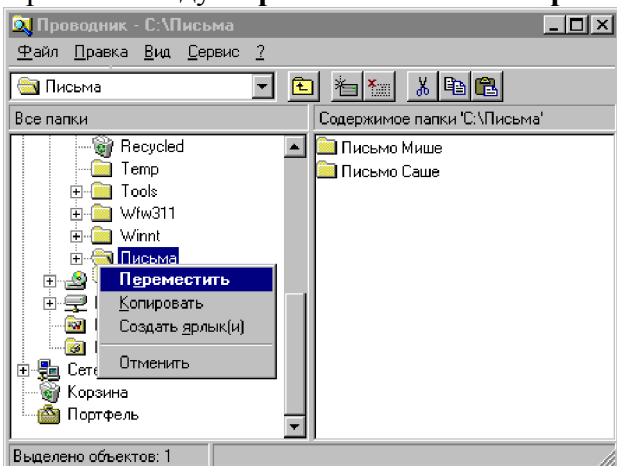 Проводник - C:\Письма
Файл Правка Вид Сервис ?
Письма
Все папки
Содержимое папки 'C:\Письма'
Recycled
Temp
Tools
Wfw311
Winnt
Письма
Переместить
Копировать
Создать ярлык(и)
Отменить
Корзина
Портфель
Письмо Мише
Письмо Саше
Выделено объектов: 1